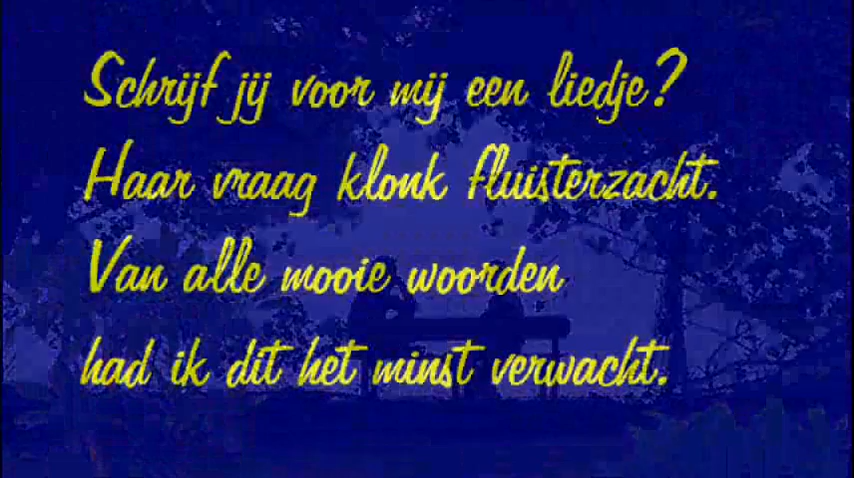 Schrijf jij voor mij een liedje?
Haar vraag klonk fluisterzacht.
Van alle mooie woorden
had ik dit het minst verwacht.